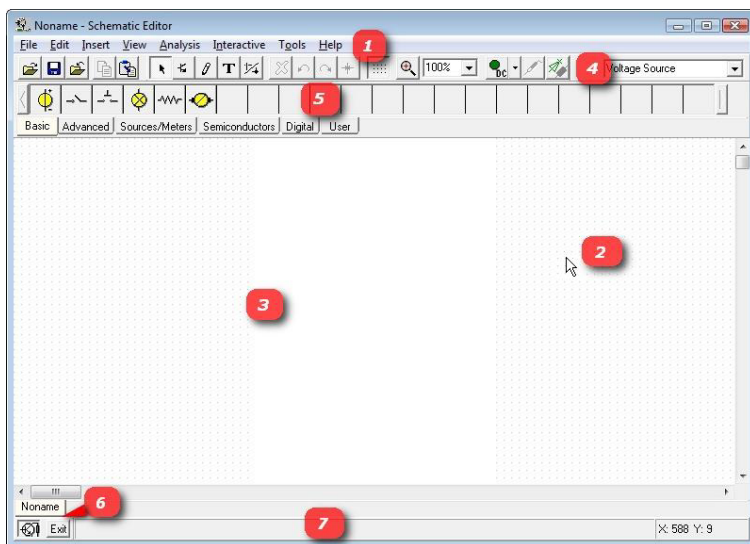 Noname - Schematic Editor
File Edit Insert View Analysis Interactive Tools Help 1
T 100% DC 4 Voltage Source
5
Basic Advanced Sources/Meters Semiconductors Digital User
2
3
Noname 6
Exit 7 X: 588 Y: 9